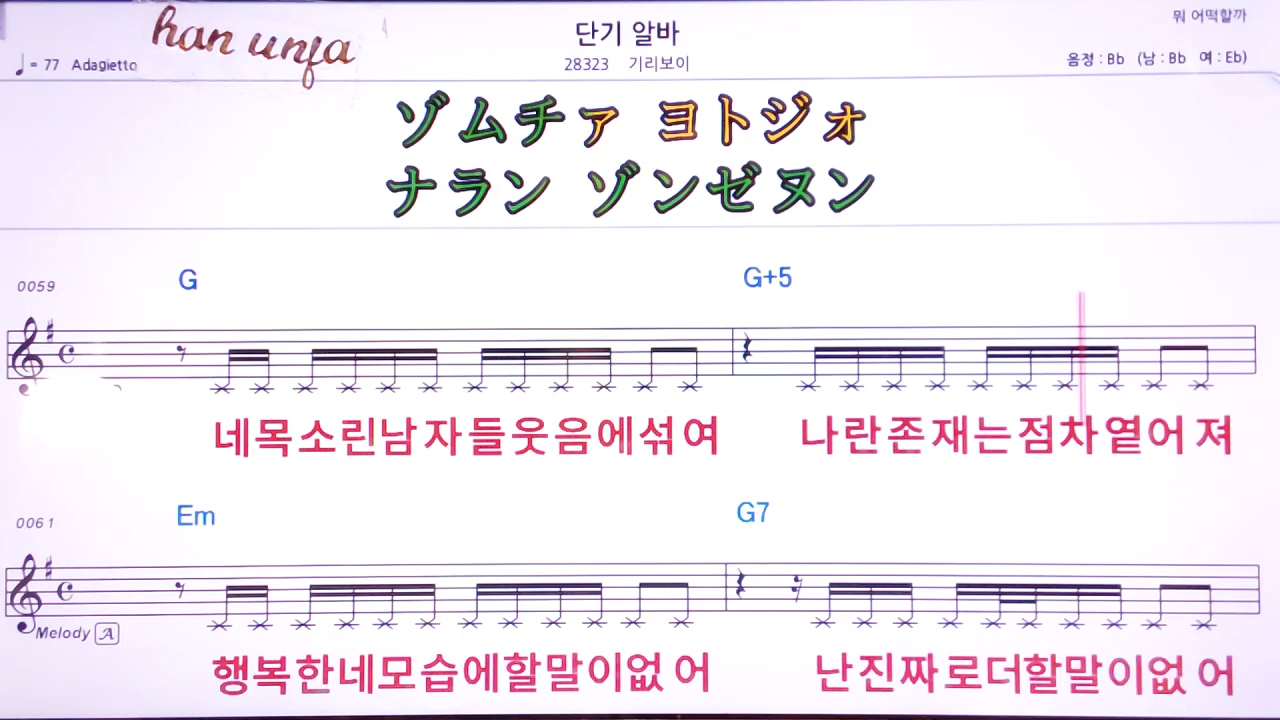 han unfa
단기 알바
뭐 어떡할까
♩= 77 Adagietto
28323 기리보이
음정 : Bb (남 : Bb 여 : Eb)
ゾムチァ ヨトジォ
ナラン ゾンゼヌン
0059
G G+5
네목소린남자들웃음에섞여 나란존재는점차옅어져
0061
Em G7
Melody A
행복한네모습에할말이없어 난진짜로더할말이없어